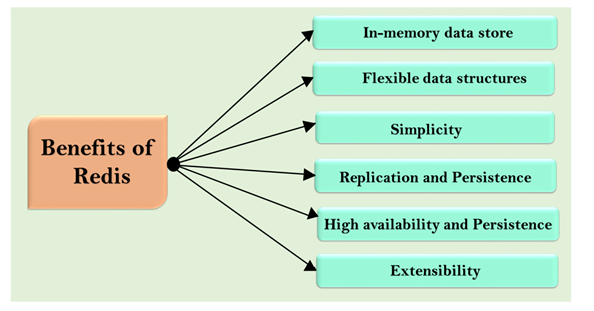 Benefits of
Redis
In-memory data store
Flexible data structures
Simplicity
Replication and Persistence
High availability and Persistence
Extensibility